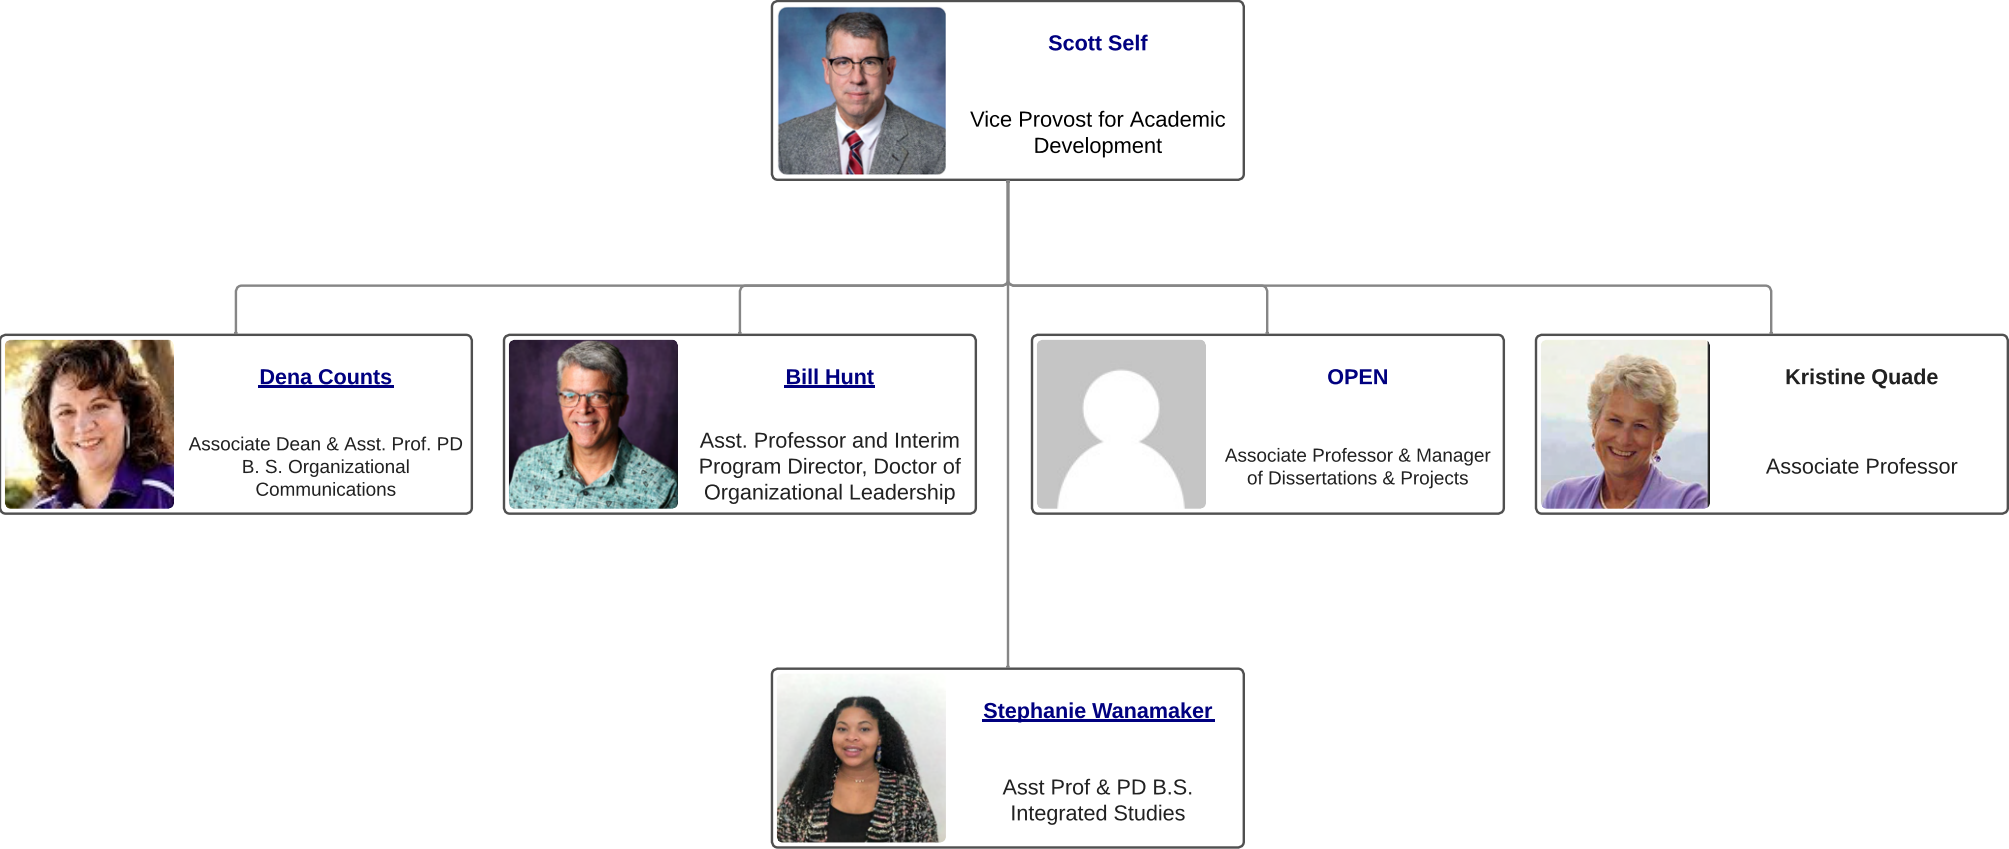 Scott Self
Vice Provost for Academic
Development
Dena Counts
Associate Dean & Asst. Prof. PD
B. S. Organizational
Communications
Bill Hunt
Asst. Professor and Interim
Program Director, Doctor of
Organizational Leadership
OPEN
Associate Professor & Manager
of Dissertations & Projects
Kristine Quade
Associate Professor
Stephanie Wanamaker
Asst Prof & PD B.S.
Integrated Studies